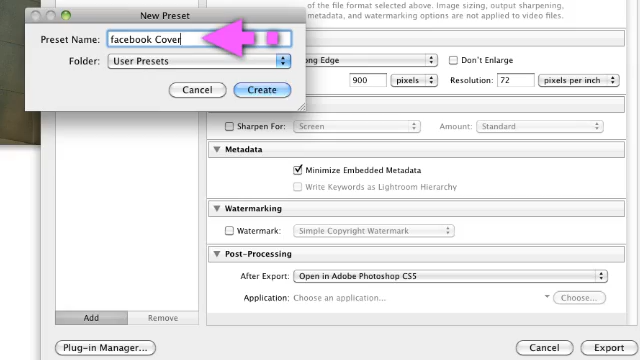 of the file format selected above. Image sizing, output sharpening,
metadata, and watermarking options are not applied to video files.
New Preset
Preset Name: facebook Cover
Folder: User Presets
Cancel Create
ong Edge Don't Enlarge
900 pixels Resolution: 72 pixels per inch
Sharpen For: Screen Amount: Standard
Metadata
Minimize Embedded Metadata
Write Keywords as Lightroom Hierarchy
Watermarking
Watermark: Simple Copyright Watermark
Post-Processing
After Export: Open in Adobe Photoshop CS5
Application: Choose an application... Choose...
Add Remove
Plug-in Manager... Cancel Export